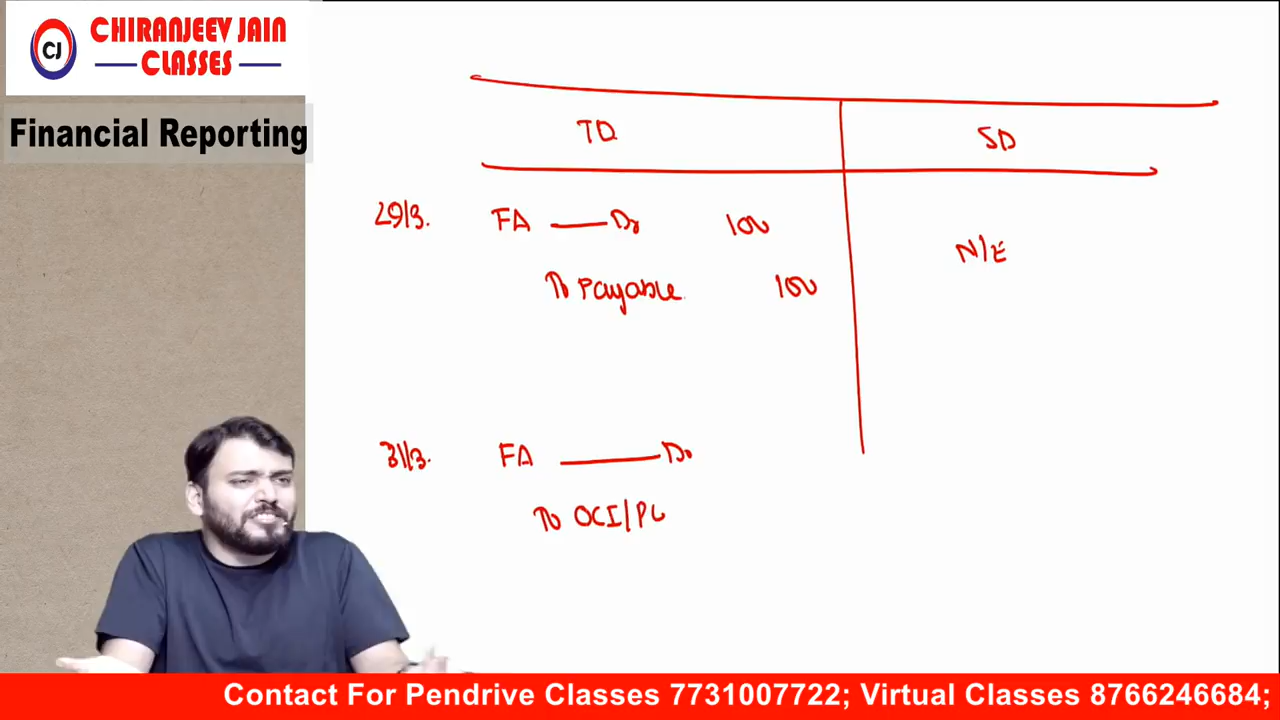 CHIRANJEEV JAIN
CJ
CLASSES
Financial Reporting
TD SD
29/3. FA — Dr 100
N/E
To Payable 100
31/3. FA — Dr
To OCI/PL
Contact For Pendrive Classes 7731007722; Virtual Classes 8766246684;